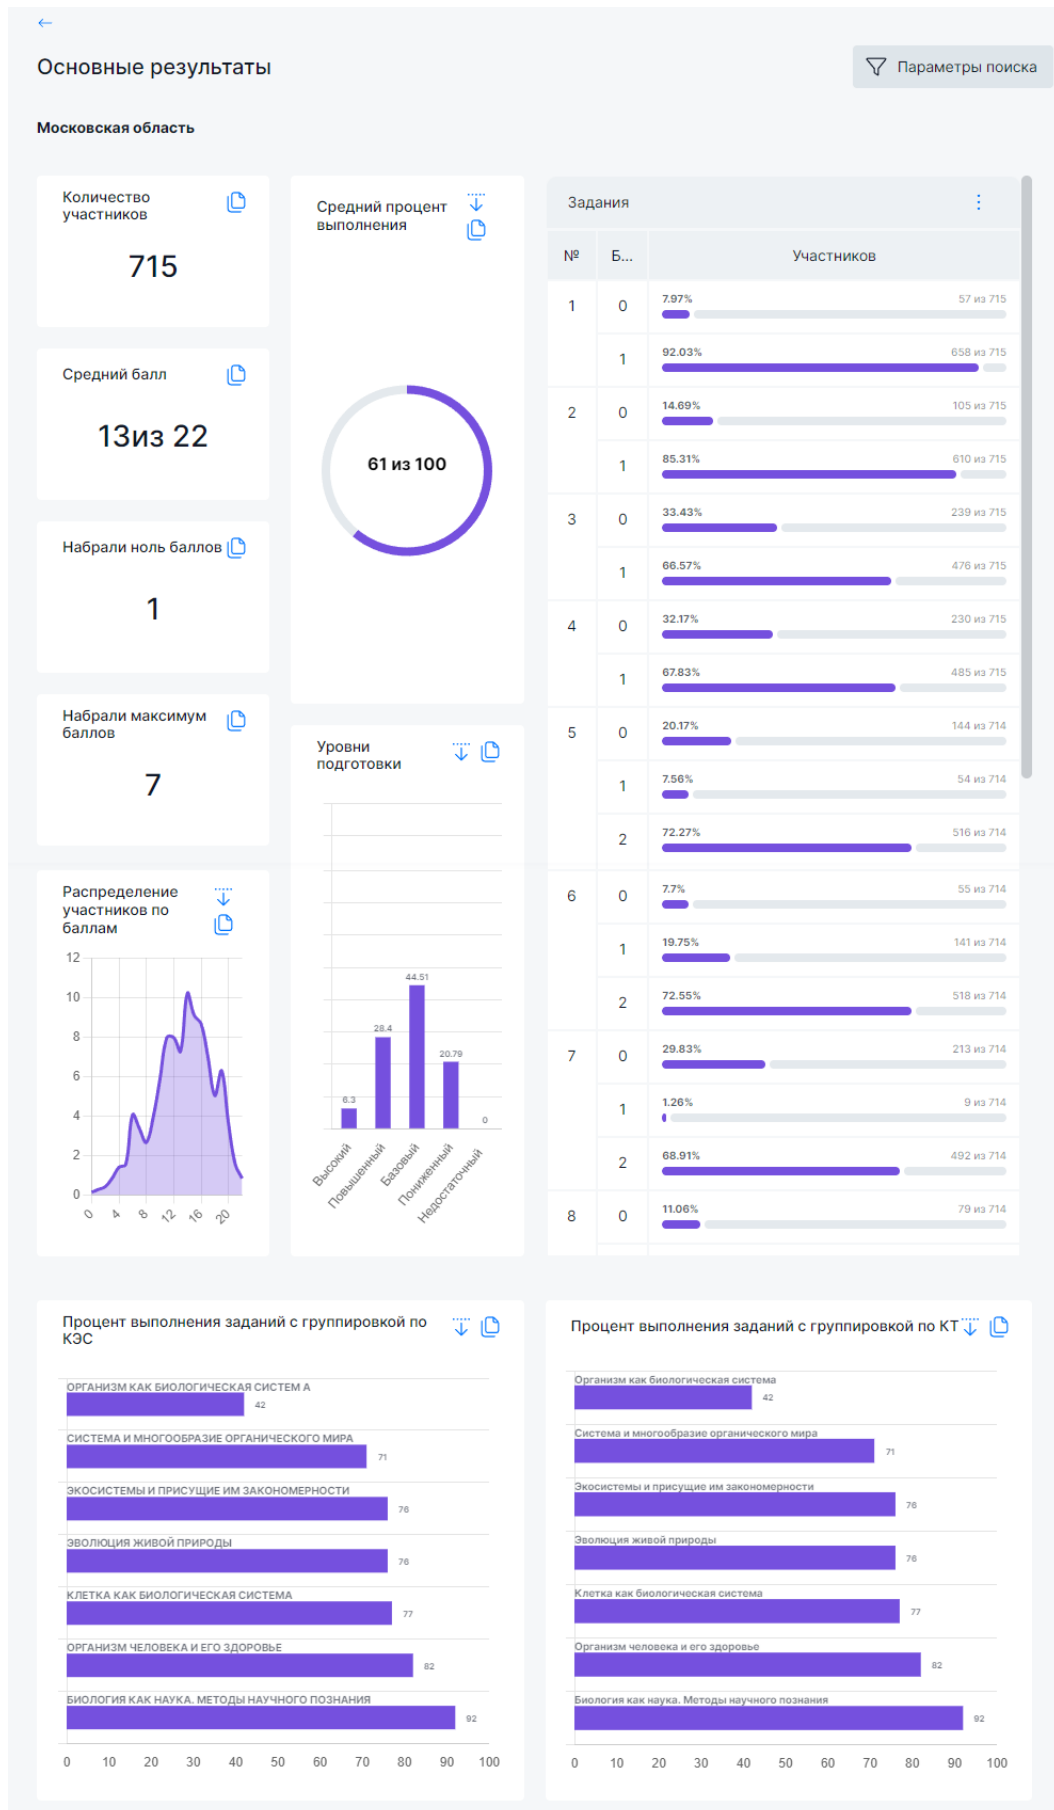 ←
Основные результаты
Параметры поиска
Московская область
Количество
участников
715
Средний балл
13из 22
Набрали ноль баллов
1
Набрали максимум
баллов
7
Распределение
участников по
баллам
12
10
8
6
4
2
0
0 4 8 12 16 20
Средний процент
выполнения
61 из 100
Уровни
подготовки
6.3
28.4
44.51
20.79
0
Высокий
Повышенный
Базовый
Пониженный
Недостаточный
Задания
№ Б... Участников
1 0 7.97% 57 из 715
1 92.03% 658 из 715
2 0 14.69% 105 из 715
1 85.31% 610 из 715
3 0 33.43% 239 из 715
1 66.57% 476 из 715
4 0 32.17% 230 из 715
1 67.83% 485 из 715
5 0 20.17% 144 из 714
1 7.56% 54 из 714
2 72.27% 516 из 714
6 0 7.7% 55 из 714
1 19.75% 141 из 714
2 72.55% 518 из 714
7 0 29.83% 213 из 714
1 1.26% 9 из 714
2 68.91% 492 из 714
8 0 11.06% 79 из 714
Процент выполнения заданий с группировкой по
КЭС
ОРГАНИЗМ КАК БИОЛОГИЧЕСКАЯ СИСТЕМ А
42
СИСТЕМА И МНОГООБРАЗИЕ ОРГАНИЧЕСКОГО МИРА
71
ЭКОСИСТЕМЫ И ПРИСУЩИЕ ИМ ЗАКОНОМЕРНОСТИ
76
ЭВОЛЮЦИЯ ЖИВОЙ ПРИРОДЫ
76
КЛЕТКА КАК БИОЛОГИЧЕСКАЯ СИСТЕМА
77
ОРГАНИЗМ ЧЕЛОВЕКА И ЕГО ЗДОРОВЬЕ
82
БИОЛОГИЯ КАК НАУКА. МЕТОДЫ НАУЧНОГО ПОЗНАНИЯ
92
0 10 20 30 40 50 60 70 80 90 100
Процент выполнения заданий с группировкой по КТ
Организм как биологическая система
42
Система и многообразие органического мира
71
Экосистемы и присущие им закономерности
76
Эволюция живой природы
76
Клетка как биологическая система
77
Организм человека и его здоровье
82
Биология как наука. Методы научного познания
92
0 10 20 30 40 50 60 70 80 90 100